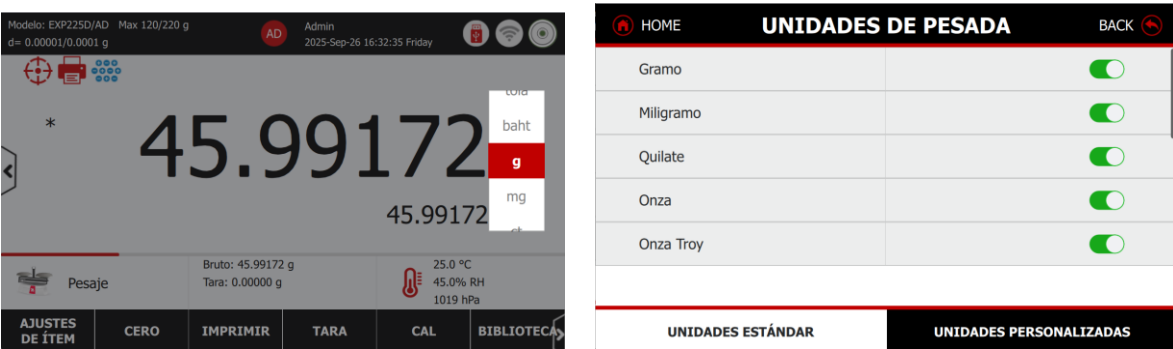 Modelo: EXP225D/AD Max 120/220 g
d= 0.00001/0.0001 g
AD
Admin
2025-Sep-26 16:32:35 Friday
*
45.99172
45.99172
tola
baht
g
mg
ct
Pesaje
Bruto: 45.99172 g
Tara: 0.00000 g
25.0 °C
45.0% RH
1019 hPa
AJUSTES
DE ÍTEM
CERO
IMPRIMIR
TARA
CAL
BIBLIOTECA
HOME
UNIDADES DE PESADA
BACK
Gramo
Miligramo
Quilate
Onza
Onza Troy
UNIDADES ESTÁNDAR
UNIDADES PERSONALIZADAS